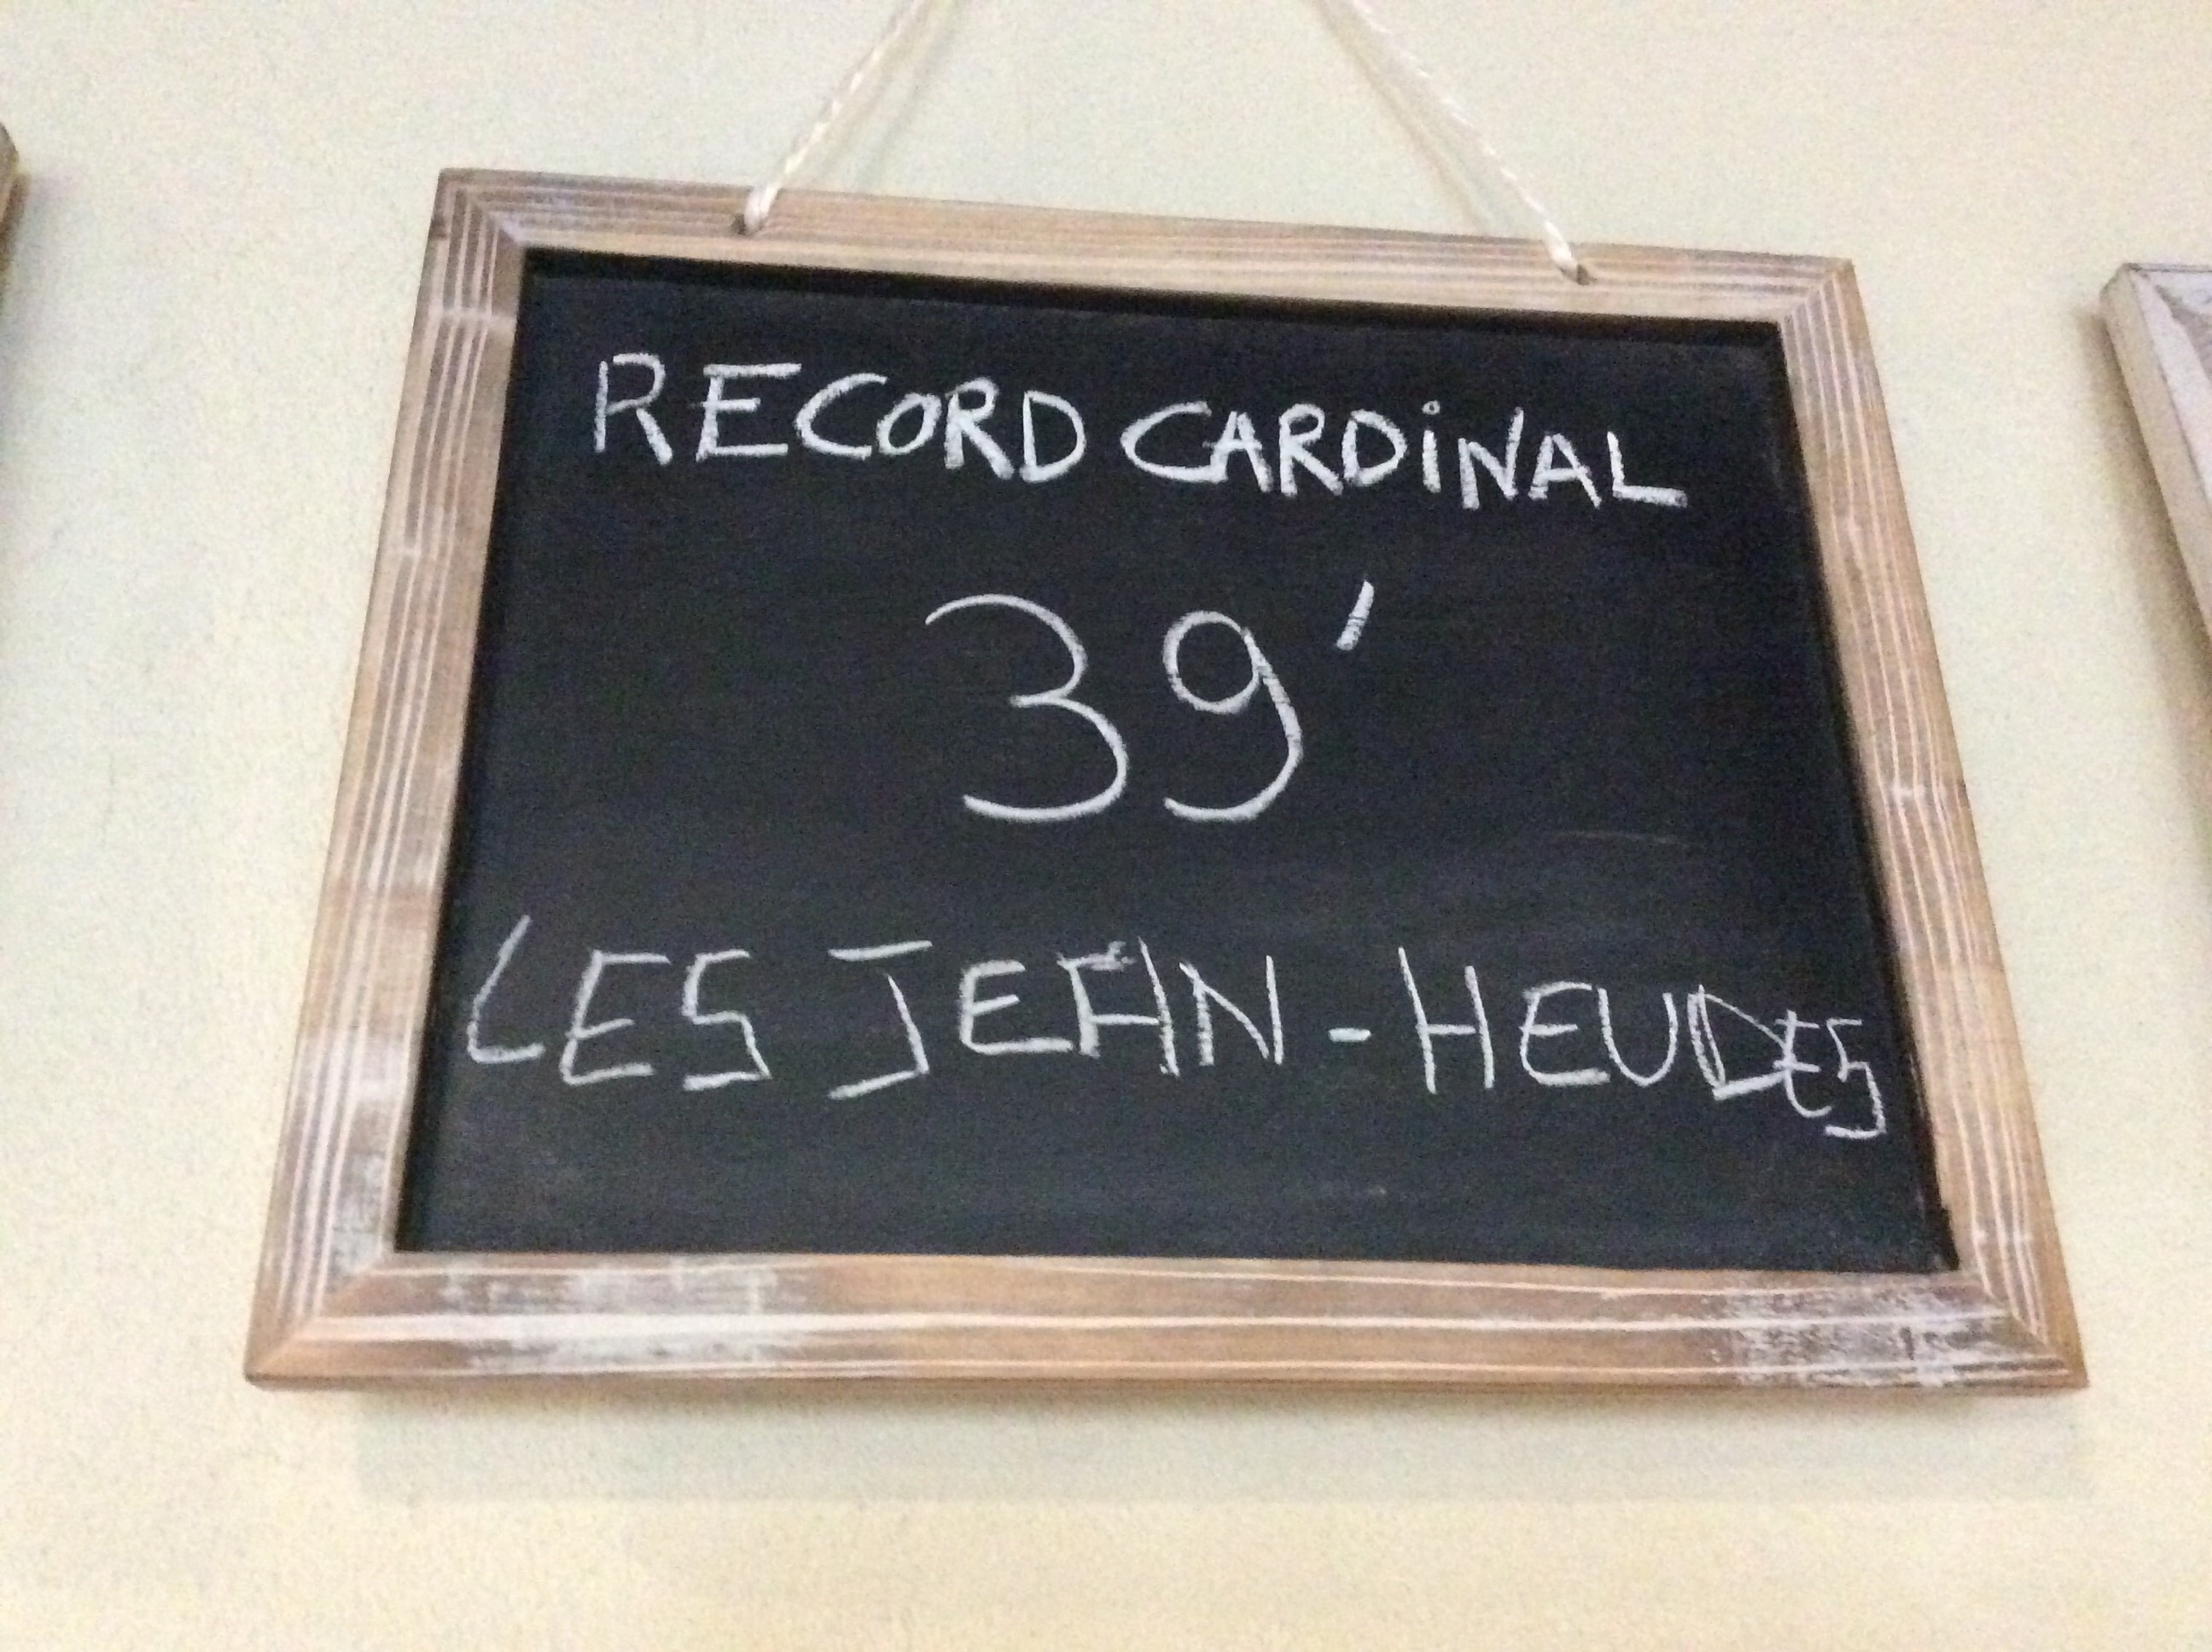 RECORD CARDiNAL
39'
LES JEAN-HEUDES